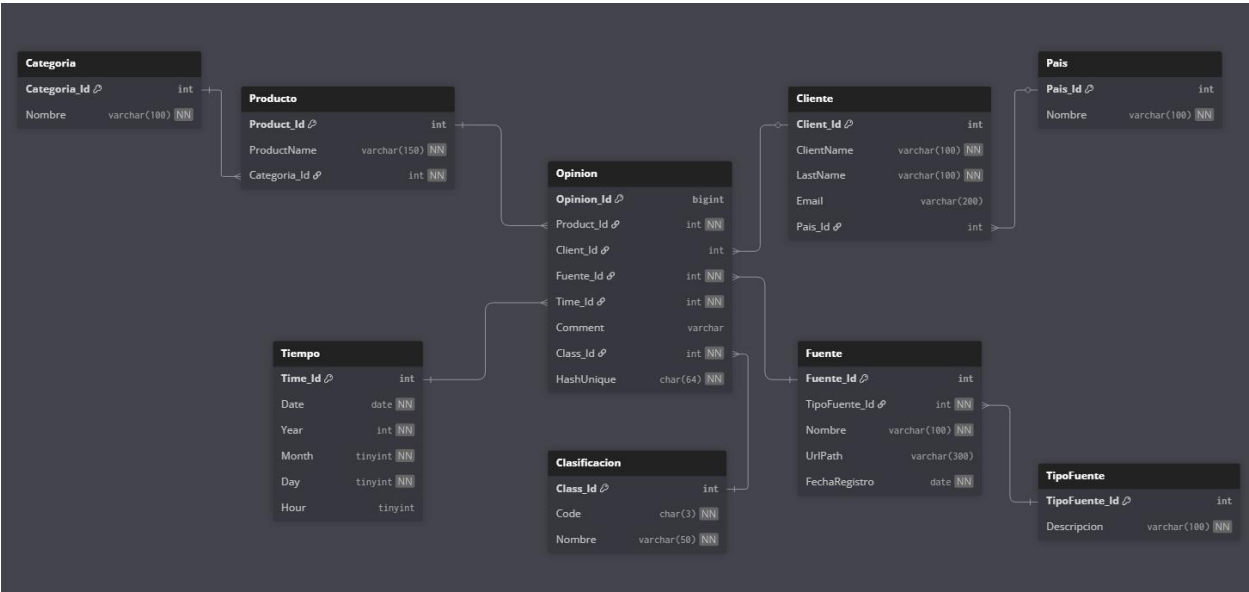 Categoria
Categoria_Id int
Nombre varchar(100) NN
Producto
Product_Id int
ProductName varchar(150) NN
Categoria_Id int NN
Opinion
Opinion_Id bigint
Product_Id int NN
Client_Id int
Fuente_Id int NN
Time_Id int NN
Comment varchar
Class_Id int NN
HashUnique char(64) NN
Cliente
Client_Id int
ClientName varchar(100) NN
LastName varchar(100) NN
Email varchar(200)
Pais_Id int
Pais
Pais_Id int
Nombre varchar(100) NN
Tiempo
Time_Id int
Date date NN
Year int NN
Month tinyint NN
Day tinyint NN
Hour tinyint
Clasificacion
Class_Id int
Code char(3) NN
Nombre varchar(50) NN
Fuente
Fuente_Id int
TipoFuente_Id int NN
Nombre varchar(100) NN
UrlPath varchar(300)
FechaRegistro date NN
TipoFuente
TipoFuente_Id int
Descripcion varchar(100) NN